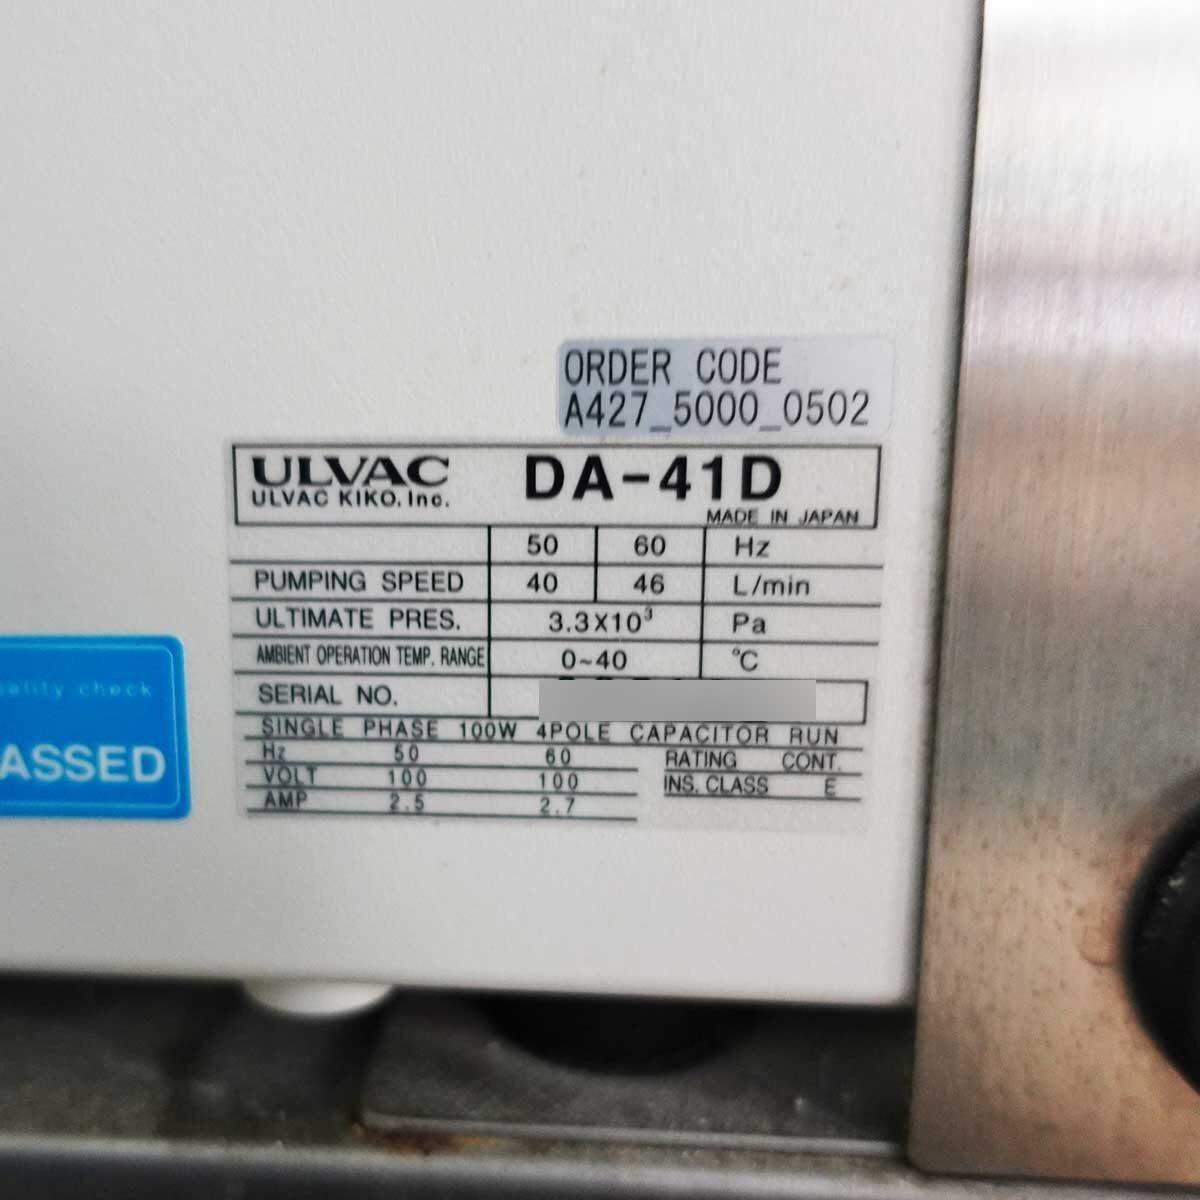 ORDER CODE
A427_5000_0502
ULVAC DA-41D
ULVAC KIKO. Inc.
MADE IN JAPAN
50 60 Hz
PUMPING SPEED 40 46 L/min
ULTIMATE PRES. 3.3X10³ Pa
AMBIENT OPERATION TEMP. RANGE 0~40 °C
SERIAL NO.
SINGLE PHASE 100W 4POLE CAPACITOR RUN
Hz 50 60 RATING CONT.
VOLT 100 100 INS. CLASS E
AMP 2.5 2.7
quality check
ASSED